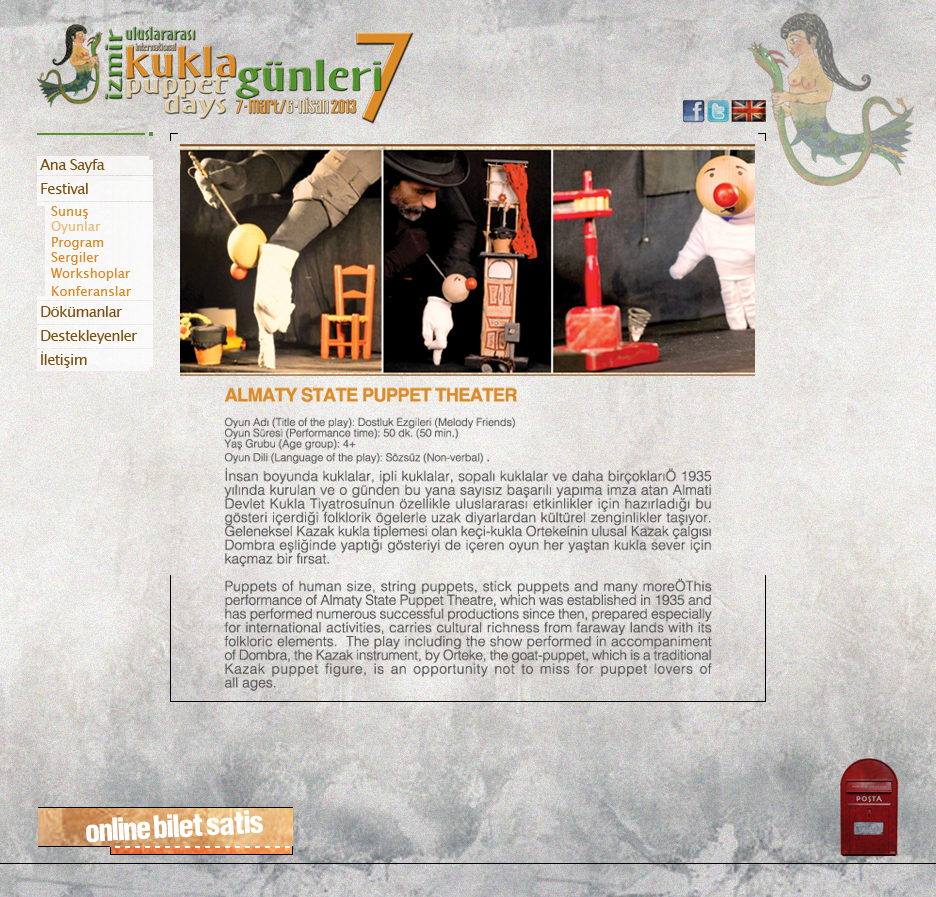 izmir
uluslararası
international
kukla
günleri
7
puppet
days
7-mart/6-nisan 2013
Ana Sayfa
Festival
Sunuş
Oyunlar
Program
Sergiler
Workshoplar
Konferanslar
Dökümanlar
Destekleyenler
İletişim
ALMATY STATE PUPPET THEATER
Oyun Adı (Title of the play): Dostluk Ezgileri (Melody Friends)
Oyun Süresi (Performance time): 50 dk. (50 min.)
Yaş Grubu (Age group): 4+
Oyun Dili (Language of the play): Sözsüz (Non-verbal) .
İnsan boyunda kuklalar, ipli kuklalar, sopalı kuklalar ve daha birçoklarıÖ 1935
yılında kurulan ve o günden bu yana sayısız başarılı yapıma imza atan Almati
Devlet Kukla Tiyatrosuínun özellikle uluslararası etkinlikler için hazırladığı bu
gösteri içerdiği folklorik ögelerle uzak diyarlardan kültürel zenginlikler taşıyor.
Geleneksel Kazak kukla tiplemesi olan keçi-kukla Ortekeínin ulusal Kazak çalgısı
Dombra eşliğinde yaptığı gösteriyi de içeren oyun her yaştan kukla sever için
kaçmaz bir fırsat.
Puppets of human size, string puppets, stick puppets and many moreÖThis
performance of Almaty State Puppet Theatre, which was established in 1935 and
has performed numerous successful productions since then, prepared especially
for international activities, carries cultural richness from faraway lands with its
folkloric elements. The play including the show performed in accompaniment
of Dombra, the Kazak instrument, by Orteke, the goat-puppet, which is a traditional
Kazak puppet figure, is an opportunity not to miss for puppet lovers of
all ages.
POSTA
online bilet satis